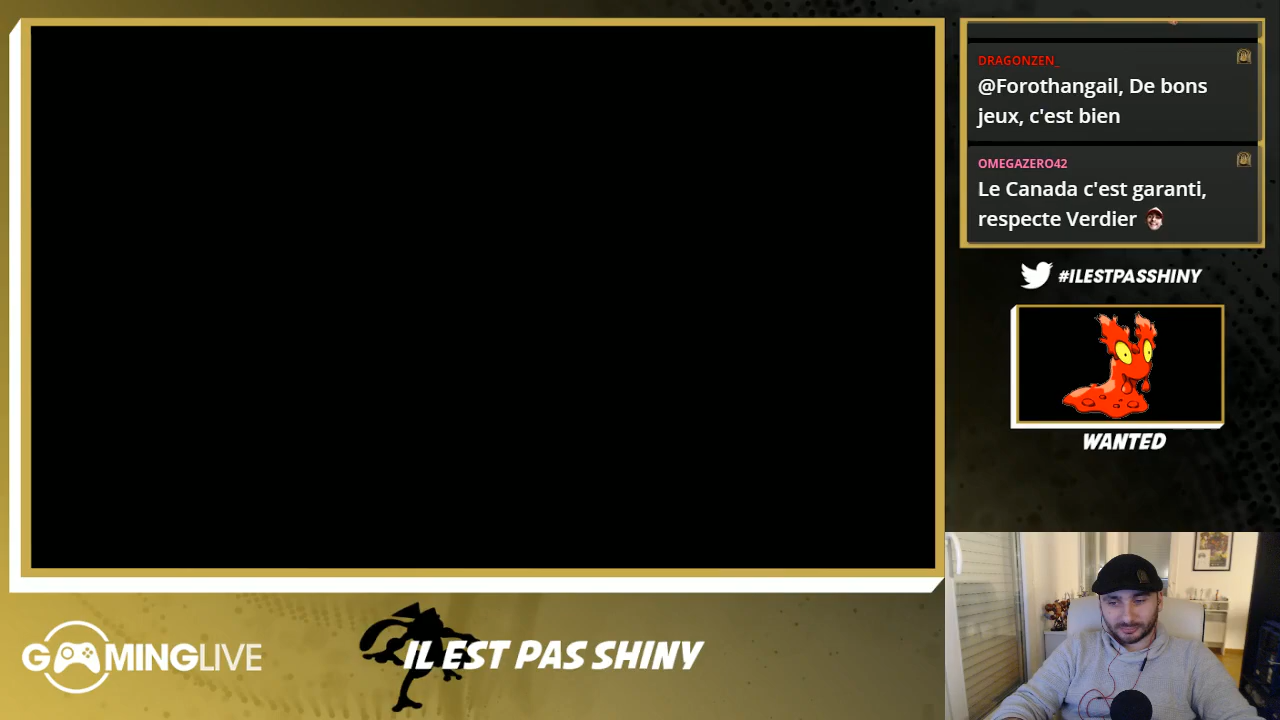 DRAGONZEN_
@Forothangail, De bons
jeux, c'est bien
OMEGAZERO42
Le Canada c'est garanti,
respecte Verdier
#ILESTPASSHINY
WANTED
GAMINGLIVE
IL EST PAS SHINY